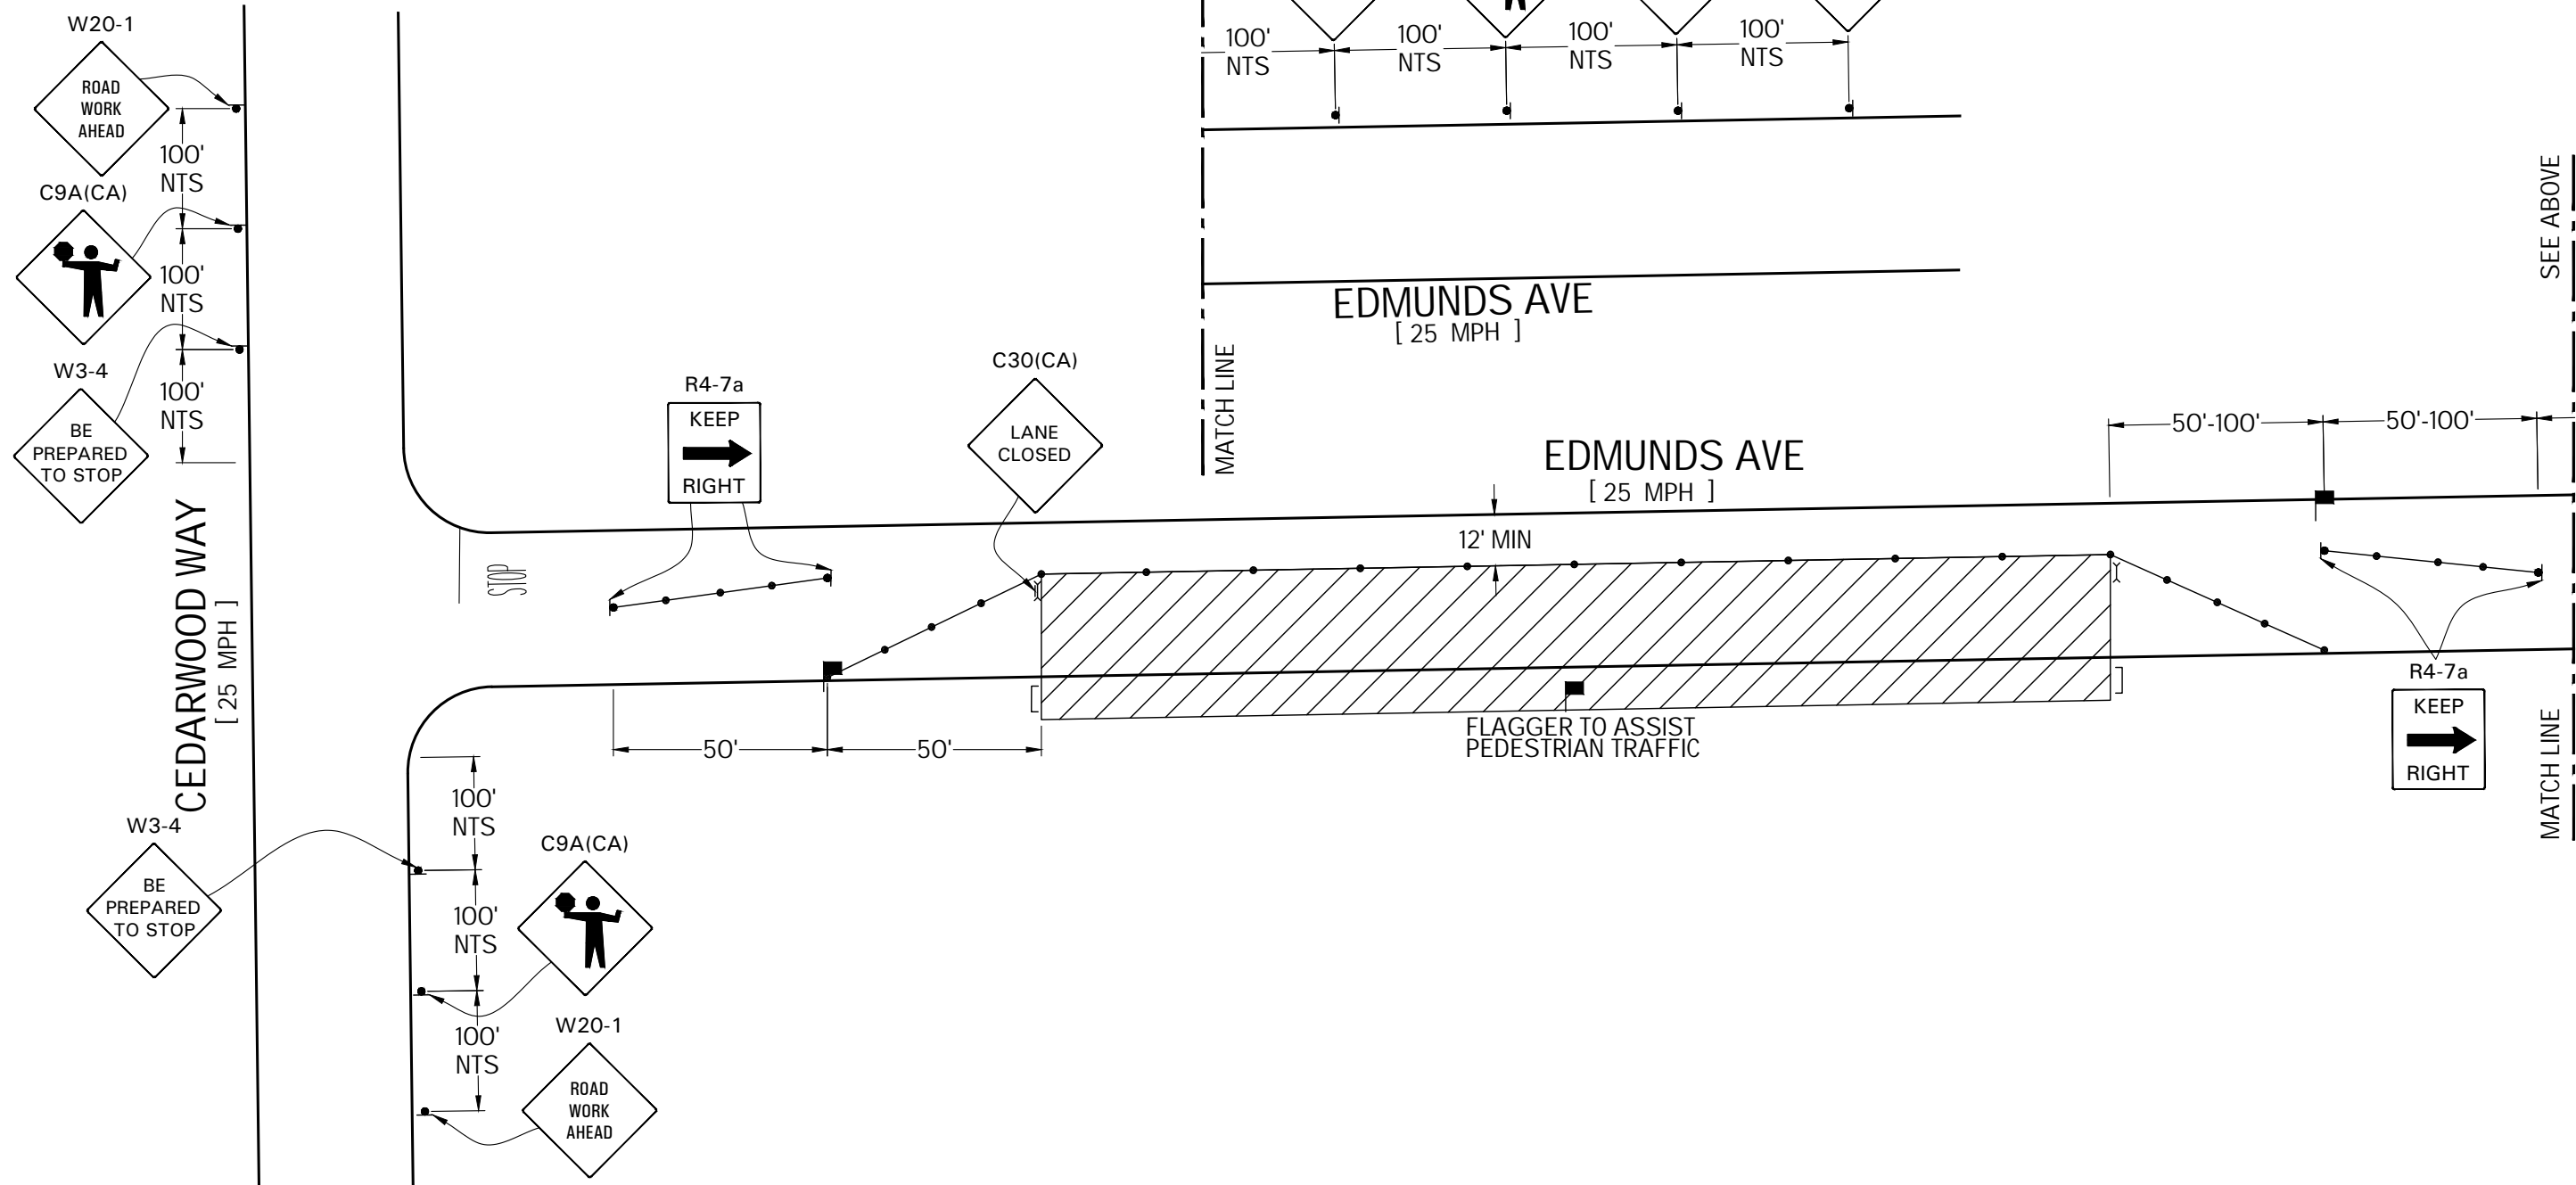 W20-1
ROAD
WORK
AHEAD
100'
NTS
C9A(CA)
100'
NTS
W3-4
BE
PREPARED
TO STOP
100'
NTS
CEDARWOOD WAY
[ 25 MPH ]
100'
NTS
100'
NTS
100'
NTS
100'
NTS
EDMUNDS AVE
[ 25 MPH ]
MATCH LINE
SEE ABOVE
R4-7a
KEEP
RIGHT
C30(CA)
LANE
CLOSED
EDMUNDS AVE
[ 25 MPH ]
50'-100'
50'-100'
12' MIN
STOP
50'
50'
FLAGGER TO ASSIST
PEDESTRIAN TRAFFIC
R4-7a
KEEP
RIGHT
MATCH LINE
100'
NTS
W3-4
BE
PREPARED
TO STOP
C9A(CA)
100'
NTS
100'
NTS
W20-1
ROAD
WORK
AHEAD